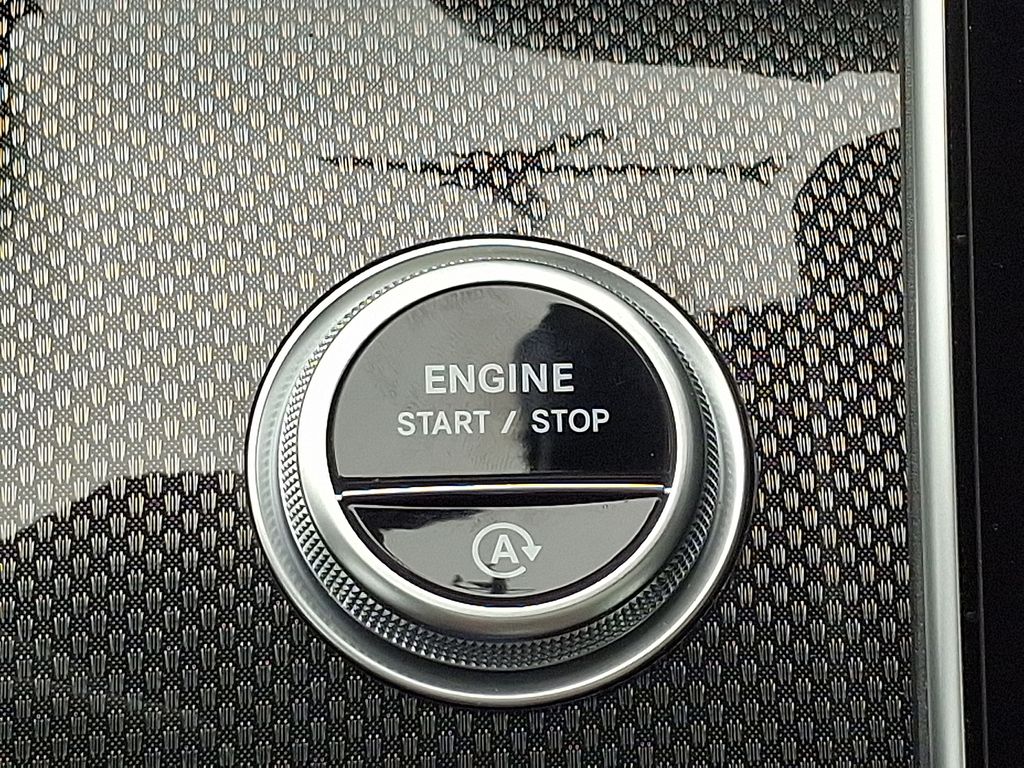 ENGINE
START / STOP
A